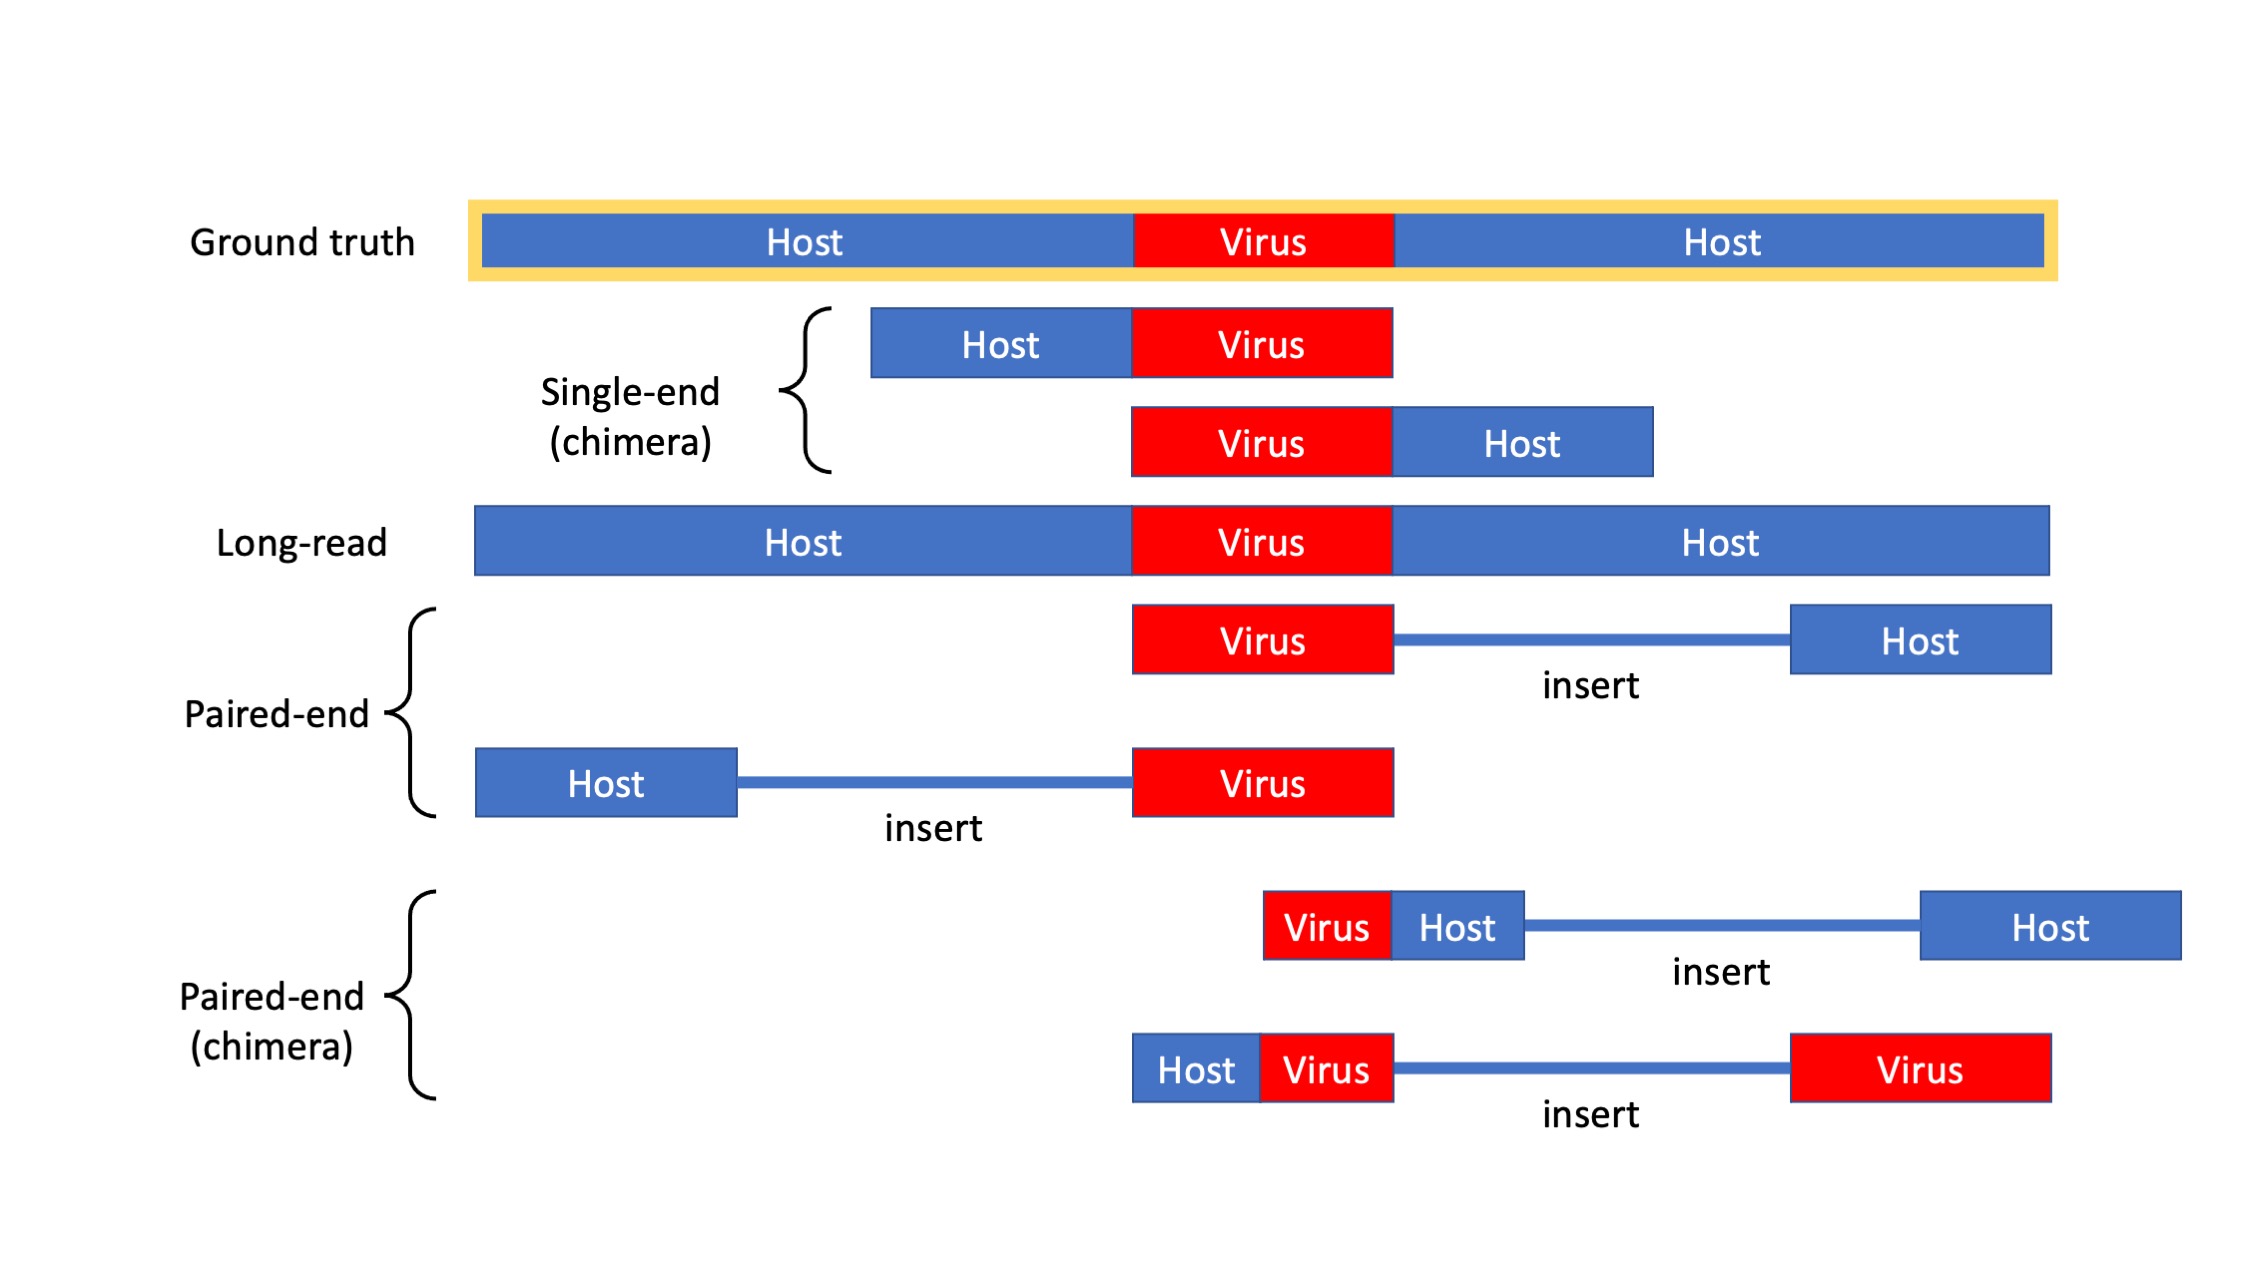 Ground truth
Host Virus Host
Single-end
(chimera)
Host Virus
Virus Host
Long-read
Host Virus Host
Paired-end
Virus Host
insert
Host Virus
insert
Paired-end
(chimera)
Virus Host Host
insert
Host Virus Virus
insert